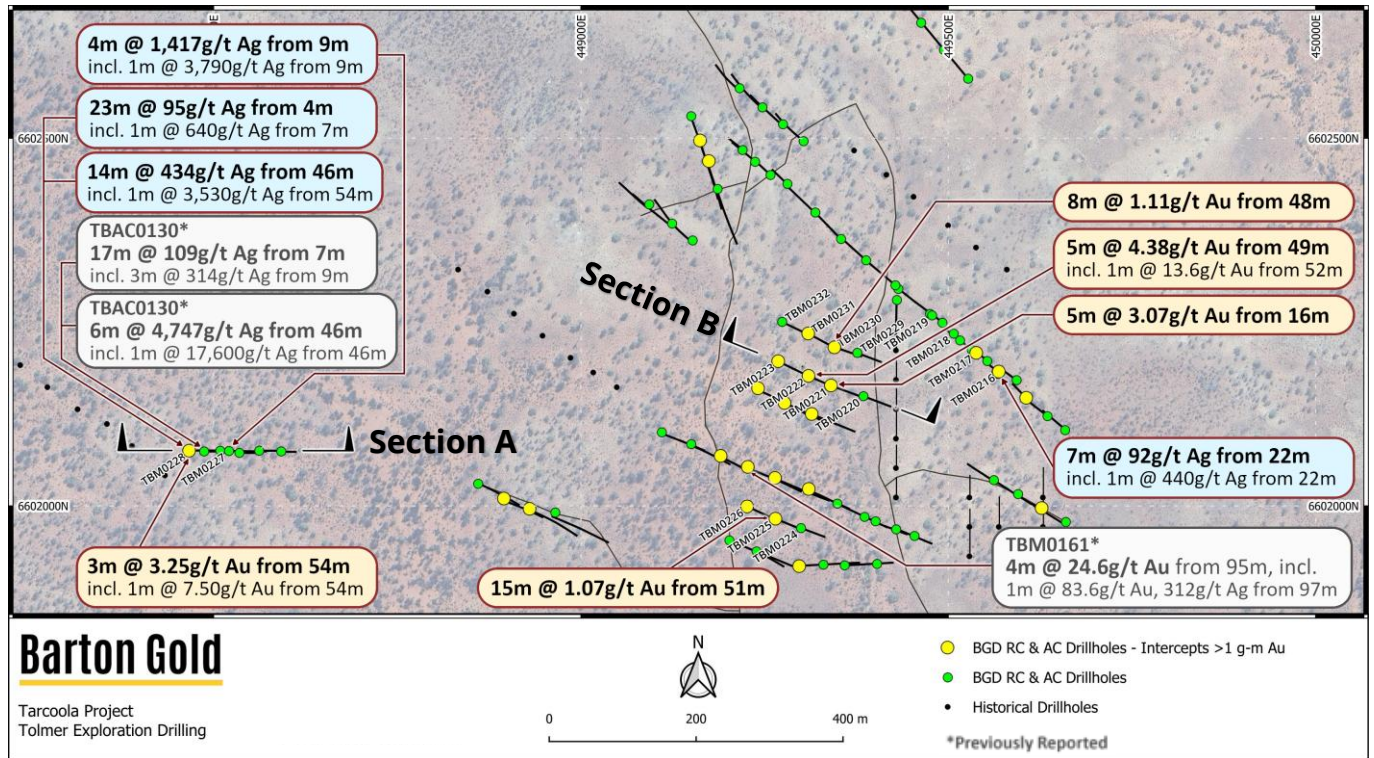 4m @ 1,417g/t Ag from 9m
incl. 1m @ 3,790g/t Ag from 9m
23m @ 95g/t Ag from 4m
incl. 1m @ 640g/t Ag from 7m
14m @ 434g/t Ag from 46m
incl. 1m @ 3,530g/t Ag from 54m
TBAC0130*
17m @ 109g/t Ag from 7m
incl. 3m @ 314g/t Ag from 9m
TBAC0130*
6m @ 4,747g/t Ag from 46m
incl. 1m @ 17,600g/t Ag from 46m
6602500N
449000E
449500E
450000E
6602500N
8m @ 1.11g/t Au from 48m
5m @ 4.38g/t Au from 49m
incl. 1m @ 13.6g/t Au from 52m
5m @ 3.07g/t Au from 16m
Section B
TBM0232
TBM0231
TBM0230
TBM0229
TBM0219
TBM0218
TBM0217
TBM0216
TBM0223
TBM0222
TBM0221
TBM0220
Section A
TBM0228
TBM0227
7m @ 92g/t Ag from 22m
incl. 1m @ 440g/t Ag from 22m
6602000N
6602000N
TBM0226
TBM0225
TBM0224
TBM0161*
4m @ 24.6g/t Au from 95m, incl.
1m @ 83.6g/t Au, 312g/t Ag from 97m
3m @ 3.25g/t Au from 54m
incl. 1m @ 7.50g/t Au from 54m
15m @ 1.07g/t Au from 51m
Barton Gold
Tarcoola Project
Tolmer Exploration Drilling
N
0 200 400 m
BGD RC & AC Drillholes - Intercepts >1 g-m Au
BGD RC & AC Drillholes
Historical Drillholes
*Previously Reported